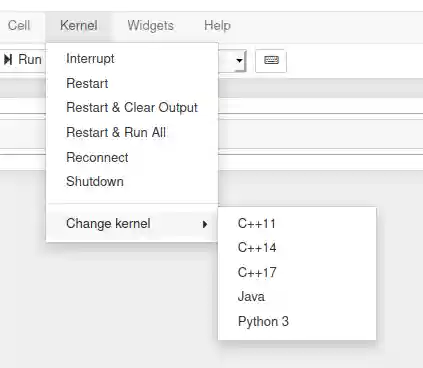 Cell Kernel Widgets Help
Run
Interrupt
Restart
Restart & Clear Output
Restart & Run All
Reconnect
Shutdown
Change kernel
C++11
C++14
C++17
Java
Python 3